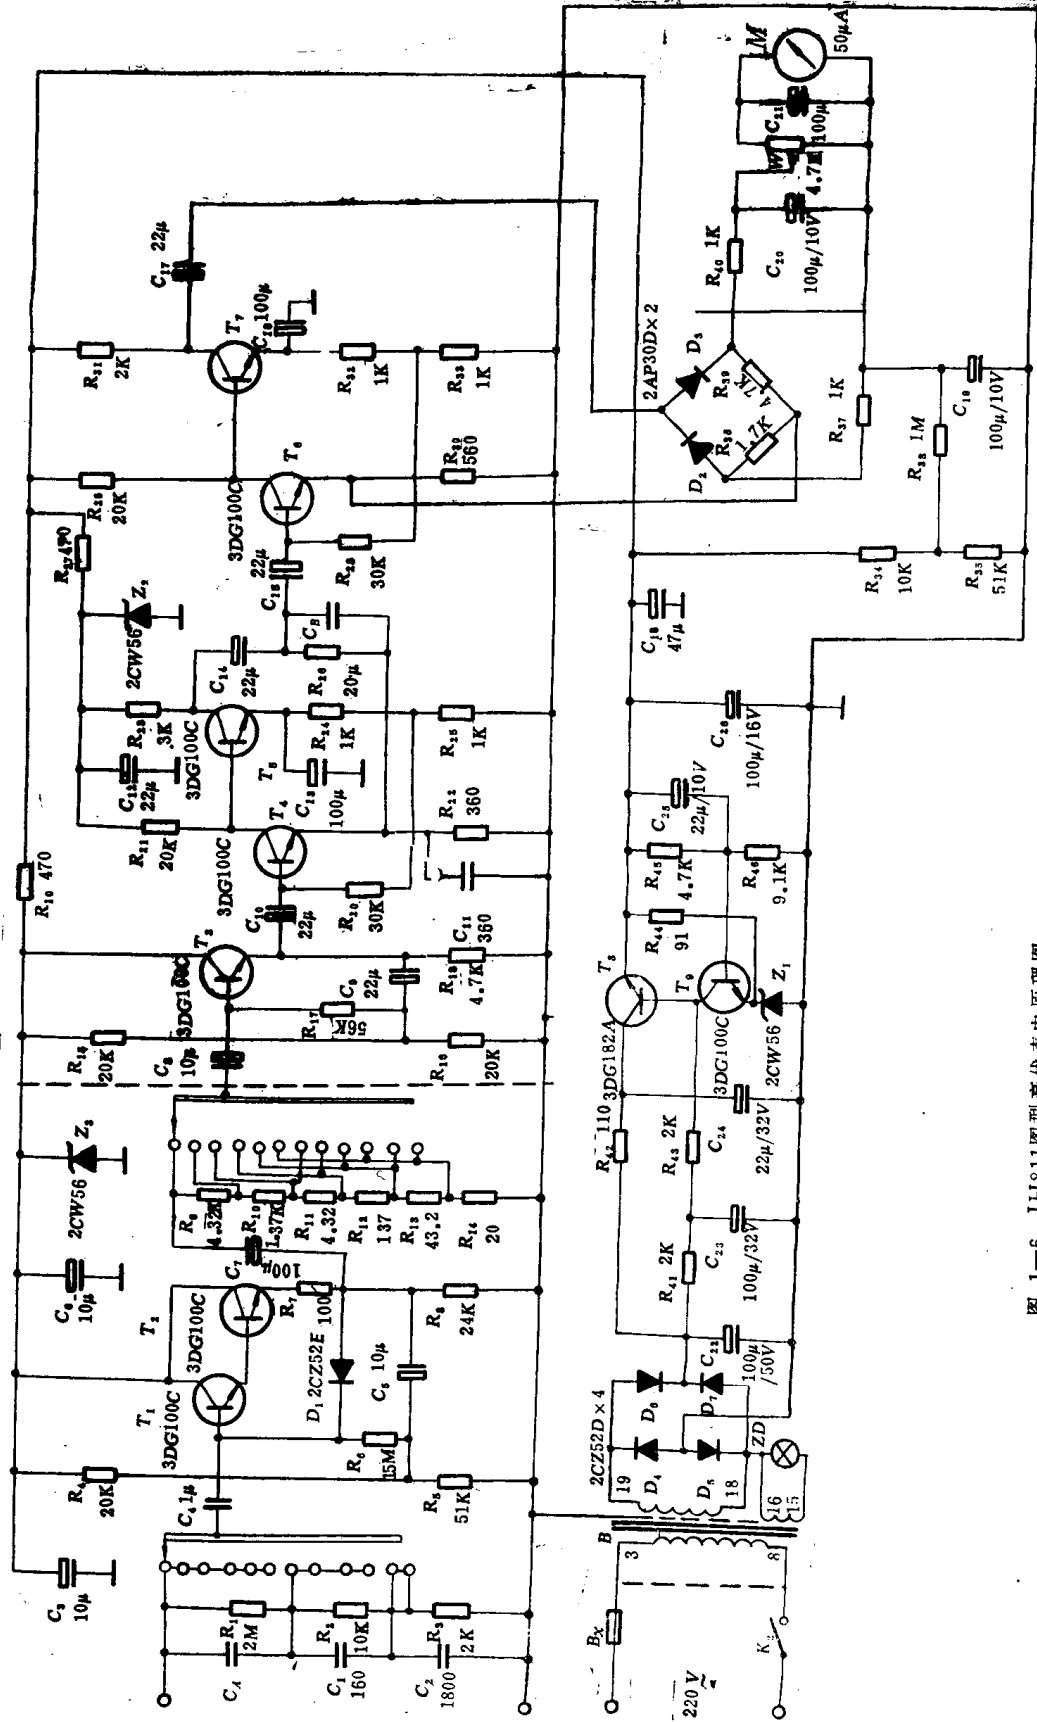 C₃
10μ
R₄
20K
T₁
3DG100C
T₂
3DG100C
C₆
10μ
2CW56
Z₃
C₄ 1μ
D₁ 2CZ52E
R₆
C₅ 10μ
R₅
51K
R₇
100
R₈
24K
C₇
100μ
C_A
R₁
2M
C₁
160
R₂
10K
C₂
1800
R₃
2K
R₉
4.32K
R₁₀
1.37K
R₁₁
4.32
R₁₂
137
R₁₃
43.2
R₁₄
20
R₁₅
20K
C₈
10μ
3DG100C
T₃
R₁₇
56K
C₉
22μ
R₁₆
20K
R₁₈
4.7K
C₁₁
360
R₁₉ 470
C₁₀
22μ
R₂₀
30K
3DG100C
T₄
R₂₁
20K
C₁₂
22μ
R₂₂
360
R₂₃
3K
3DG100C
T₅
C₁₃
100μ
R₂₄
1K
R₂₅
1K
2CW56
Z₂
C₁₄
22μ
R₂₆
20μ
C_B
R₂₇ 470
C₁₅
22μ
R₂₈
30K
3DG100C
T₆
20K
560
R₃₁
2K
T₇
100μ
R₃₂
1K
R₃₃
1K
C₁₇ 22μ
220V
~
Bx
K
B
3
8
19
18
16
15
ZD
2CZ52D×4
D₄
D₅
D₆
D₇
C₂₂
100μ
/50V
R₄₁ 2K
C₂₃
100μ/32V
R₄₂ 110
R₄₃ 2K
C₂₄
22μ/32V
3DG182A
T₈
3DG100C
T₉
2CW56
Z₁
R₄₄
91
R₄₅
4.7K
R₄₆
9.1K
C₂₅
22μ/10V
C₂₆
100μ/16V
47μ
R₃₄
10K
R₃₅
51K
1M
R₃₇ 1K
C₁₉
100μ/10V
2AP30D×2
D₂
D₃
R₃₈
R₃₉
4.7K
R₄₀ 1K
C₂₀
100μ/10V
W
4.7K
C₂₁
100μ
M
50μA